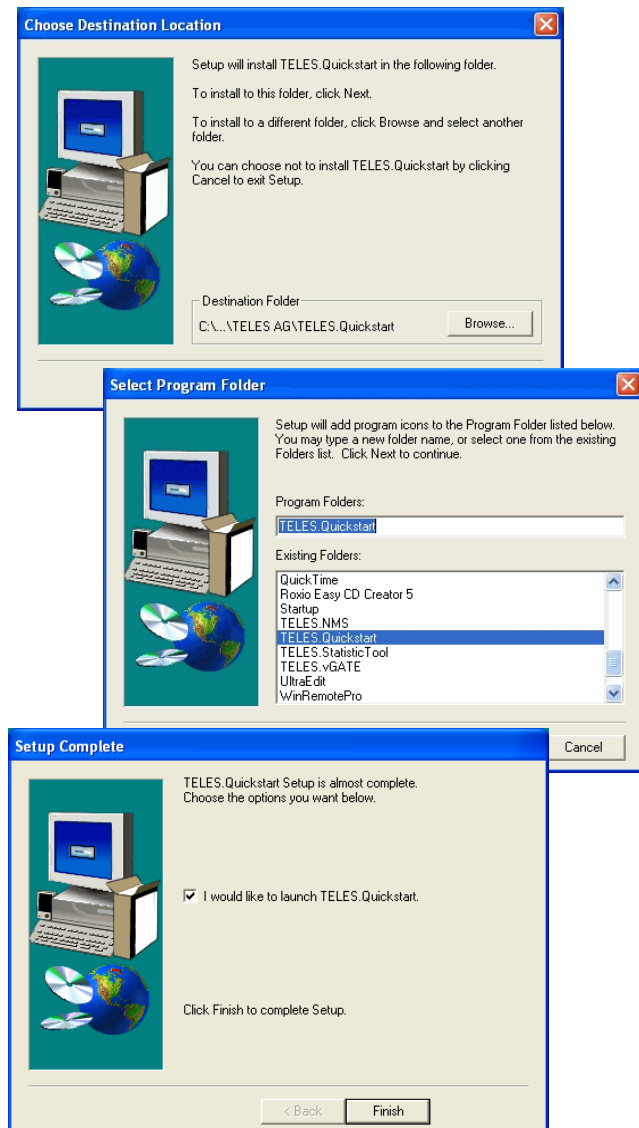 Choose Destination Location
Setup will install TELES.Quickstart in the following folder.
To install to this folder, click Next.
To install to a different folder, click Browse and select another
folder.
You can choose not to install TELES.Quickstart by clicking
Cancel to exit Setup.
Destination Folder
C:\...\TELES AG\TELES.Quickstart
Browse...
Select Program Folder
Setup will add program icons to the Program Folder listed below.
You may type a new folder name, or select one from the existing
Folders list. Click Next to continue.
Program Folders:
TELES.Quickstart
Existing Folders:
QuickTime
Roxio Easy CD Creator 5
Startup
TELES.NMS
TELES.Quickstart
TELES.StatisticTool
TELES.vGATE
UltraEdit
WinRemotePro
Cancel
Setup Complete
TELES.Quickstart Setup is almost complete.
Choose the options you want below.
I would like to launch TELES.Quickstart.
Click Finish to complete Setup.
< Back
Finish